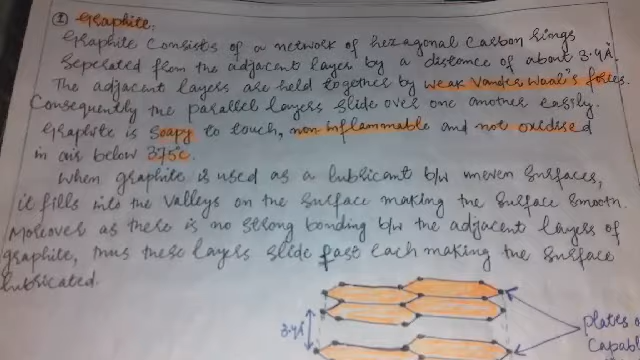 ① Graphite:
Graphite consists of a network of hexagonal carbon rings
seperated from the adjacent layer by a distance of about 3.4Å.
The adjacent layers are held together by weak Vander Waal's forces.
Consequently the parallel layers slide over one another easily.
Graphite is soapy to touch, non inflammable and not oxidised
in air below 375°c.
When graphite is used as a lubricant b/w uneven surfaces,
it fills into the valleys on the surface making the surface smooth.
Moreover as there is no strong bonding b/w the adjacent layers of
graphite, thus these layers slide fast each making the surface
lubricated.
3.4Å
plates
capabl